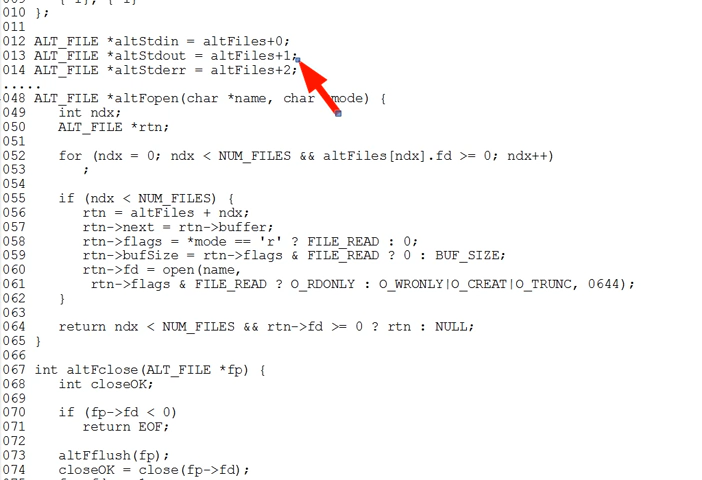 010 };
011
012 ALT_FILE *altStdin = altFiles+0;
013 ALT_FILE *altStdout = altFiles+1;
014 ALT_FILE *altStderr = altFiles+2;
.....
048 ALT_FILE *altFopen(char *name, char mode) {
049    int ndx;
050    ALT_FILE *rtn;
051
052    for (ndx = 0; ndx < NUM_FILES && altFiles[ndx].fd >= 0; ndx++)
053       ;
054
055    if (ndx < NUM_FILES) {
056       rtn = altFiles + ndx;
057       rtn->next = rtn->buffer;
058       rtn->flags = *mode == 'r' ? FILE_READ : 0;
059       rtn->bufSize = rtn->flags & FILE_READ ? 0 : BUF_SIZE;
060       rtn->fd = open(name,
061        rtn->flags & FILE_READ ? O_RDONLY : O_WRONLY|O_CREAT|O_TRUNC, 0644);
062    }
063
064    return ndx < NUM_FILES && rtn->fd >= 0 ? rtn : NULL;
065 }
066
067 int altFclose(ALT_FILE *fp) {
068    int closeOK;
069
070    if (fp->fd < 0)
071       return EOF;
072
073    altFflush(fp);
074    closeOK = close(fp->fd);